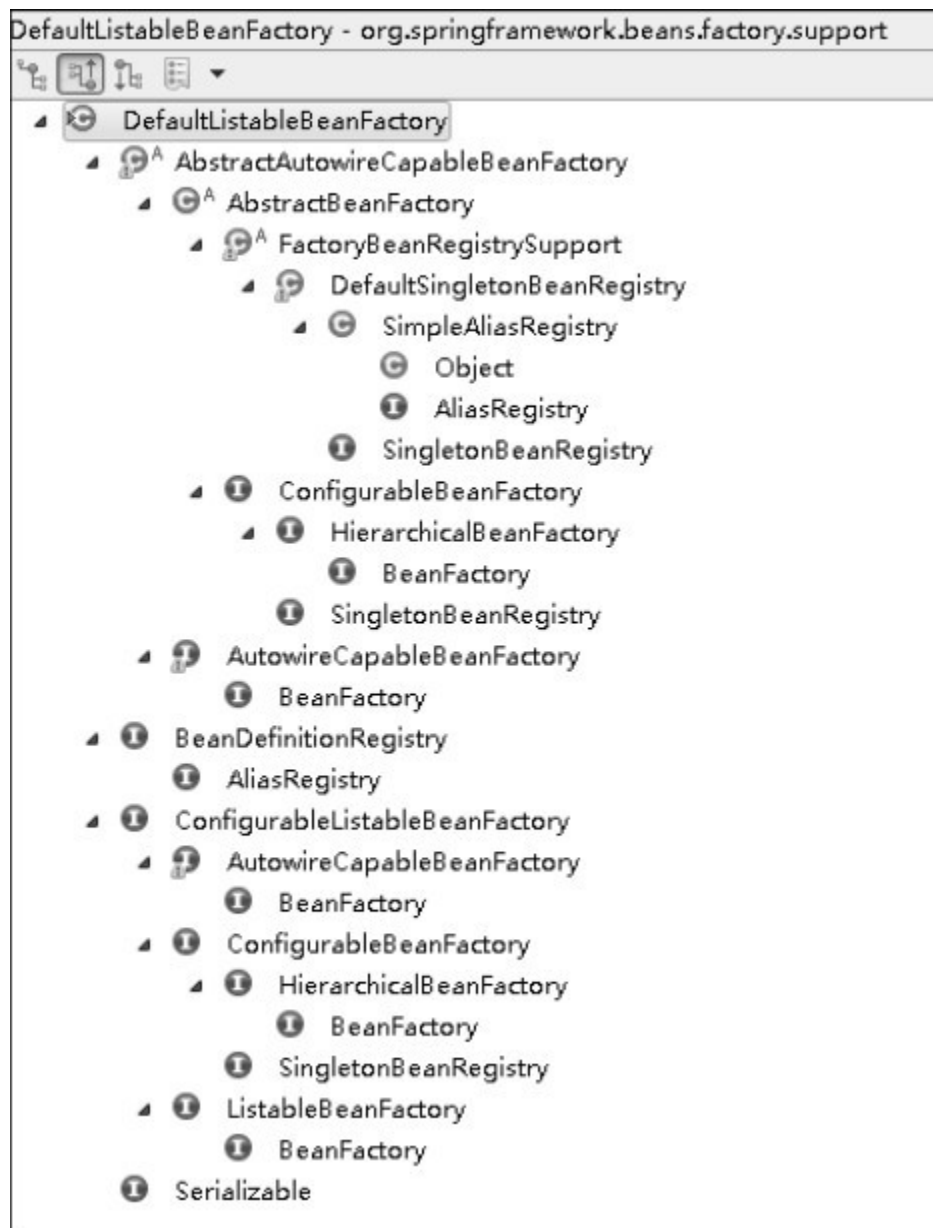 DefaultListableBeanFactory - org.springframework.beans.factory.support
DefaultListableBeanFactory
A AbstractAutowireCapableBeanFactory
A AbstractBeanFactory
A FactoryBeanRegistrySupport
DefaultSingletonBeanRegistry
SimpleAliasRegistry
Object
AliasRegistry
SingletonBeanRegistry
ConfigurableBeanFactory
HierarchicalBeanFactory
BeanFactory
SingletonBeanRegistry
AutowireCapableBeanFactory
BeanFactory
BeanDefinitionRegistry
AliasRegistry
ConfigurableListableBeanFactory
AutowireCapableBeanFactory
BeanFactory
ConfigurableBeanFactory
HierarchicalBeanFactory
BeanFactory
SingletonBeanRegistry
ListableBeanFactory
BeanFactory
Serializable